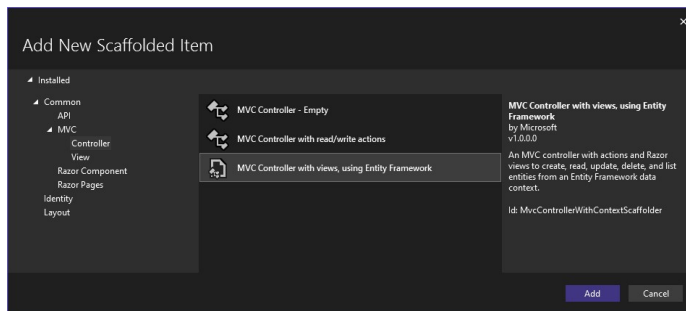 Add New Scaffolded Item
Installed
Common
API
MVC
Controller
View
Razor Component
Razor Pages
Identity
Layout
MVC Controller - Empty
MVC Controller with read/write actions
MVC Controller with views, using Entity Framework
MVC Controller with views, using Entity
Framework
by Microsoft
v1.0.0.0
An MVC controller with actions and Razor
views to create, read, update, delete, and list
entities from an Entity Framework data
context.
Id: MvcControllerWithContextScaffolder
Add
Cancel